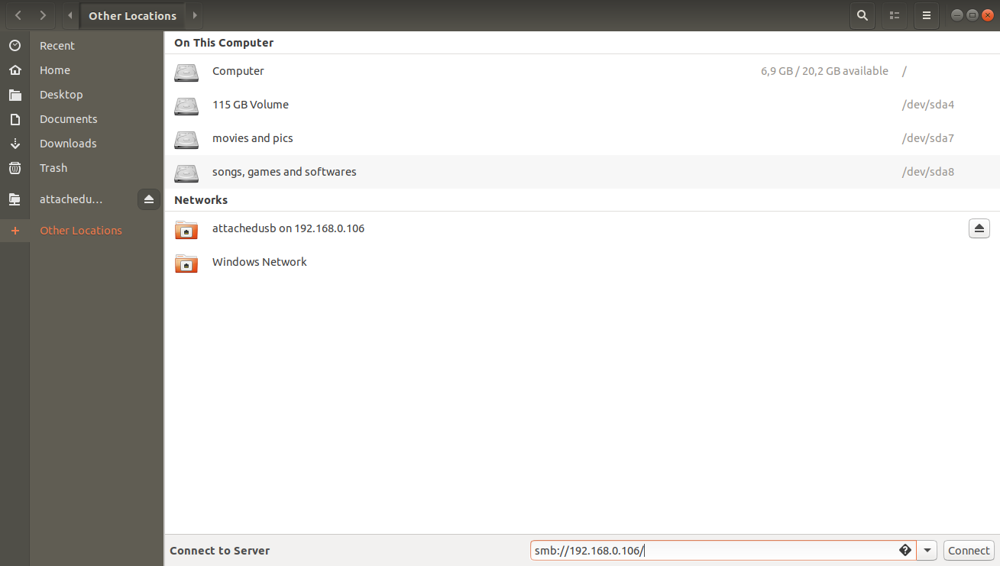 Other Locations
Recent
Home
Desktop
Documents
Downloads
Trash
attachedu...
Other Locations
On This Computer
Computer 6,9 GB / 20,2 GB available /
115 GB Volume /dev/sda4
movies and pics /dev/sda7
songs, games and softwares /dev/sda8
Networks
attachedusb on 192.168.0.106
Windows Network
Connect to Server smb://192.168.0.106/ Connect